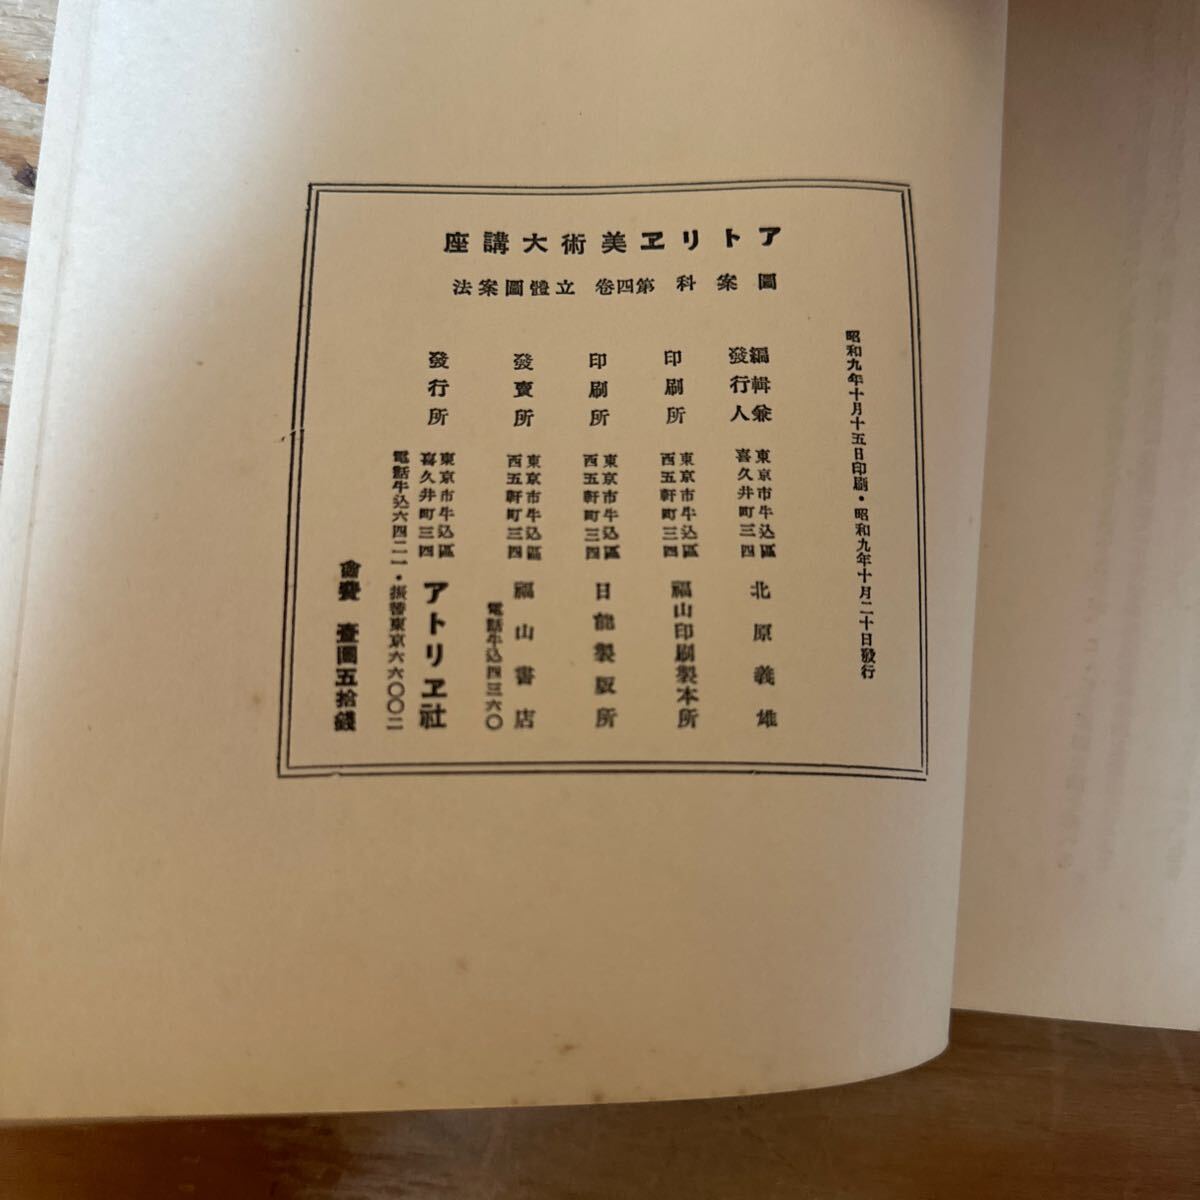 アトリヱ美術大講座
圖案科 第四卷 立體圖案法
昭和九年十月十五日印刷・昭和九年十月二十日發行
編輯兼
發行人
東京市牛込區
喜久井町三四
北原義雄
印刷所
東京市牛込區
西五軒町三四
福山印刷製本所
印刷所
東京市牛込區
西五軒町三四
日能製版所
發賣所
東京市牛込區
西五軒町三四
福山書店
電話牛込四三六〇
發行所
東京市牛込區
喜久井町三四
アトリヱ社
電話牛込六四二一・振替東京六六〇〇二
會費 壹圓五拾錢